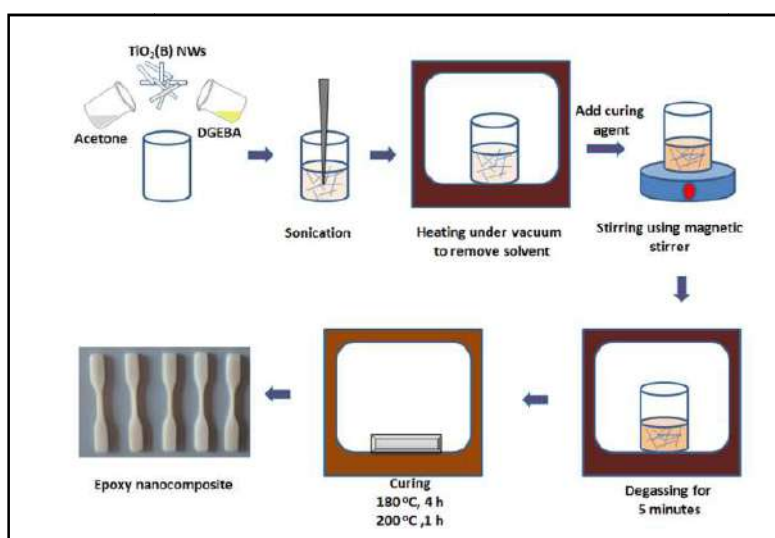 TiO₂(B) NWs
Acetone
DGEBA
Sonication
Heating under vacuum
to remove solvent
Add curing
agent
Stirring using magnetic
stirrer
Degassing for
5 minutes
Curing
180 °C, 4 h
200 °C ,1 h
Epoxy nanocomposite